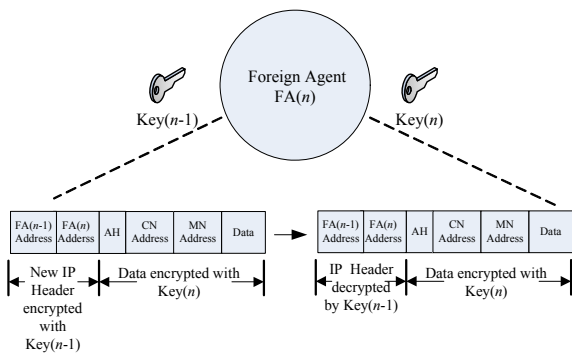 Foreign Agent
FA(n)
Key(n-1)
Key(n)
FA(n-1)
Address
FA(n)
Adderss
AH
CN
Address
MN
Address
Data
FA(n-1)
Address
FA(n)
Adderss
AH
CN
Address
MN
Address
Data
New IP
Header
encrypted
with
Key(n-1)
Data encrypted with
Key(n)
IP Header
decrypted
by Key(n-1)
Data encrypted with
Key(n)